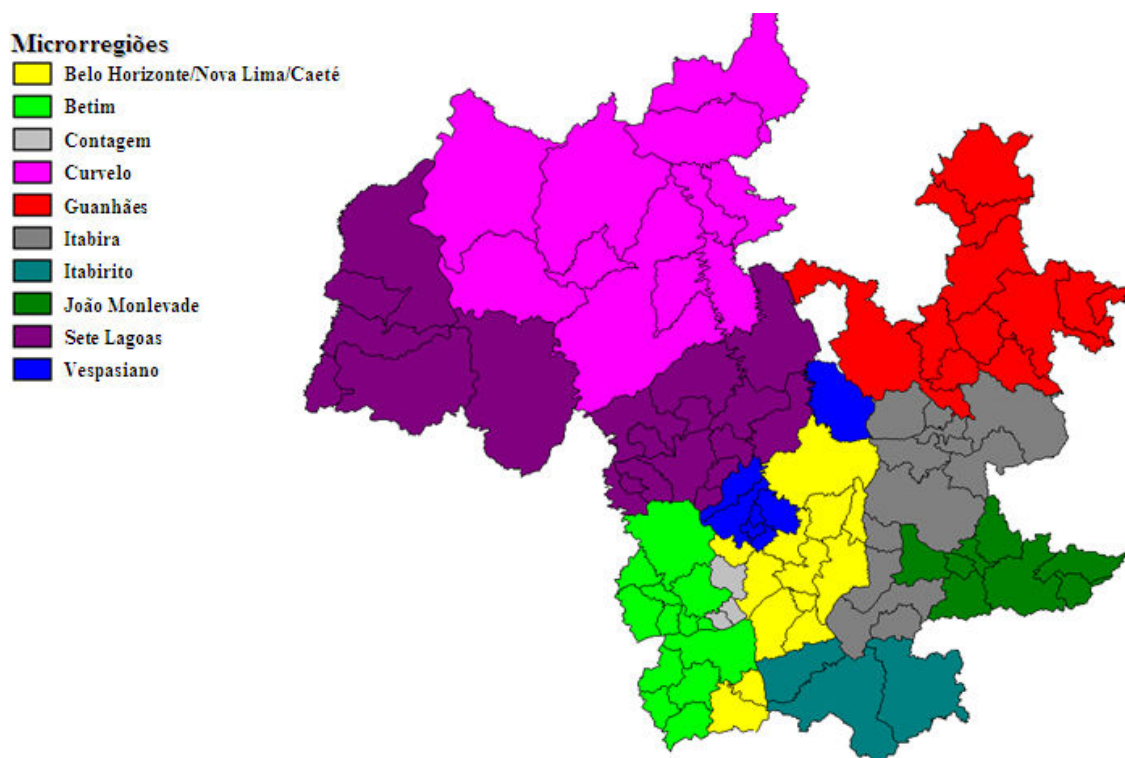 Microrregiões
Belo Horizonte/Nova Lima/Caeté
Betim
Contagem
Curvelo
Guanhães
Itabira
Itabirito
João Monlevade
Sete Lagoas
Vespasiano